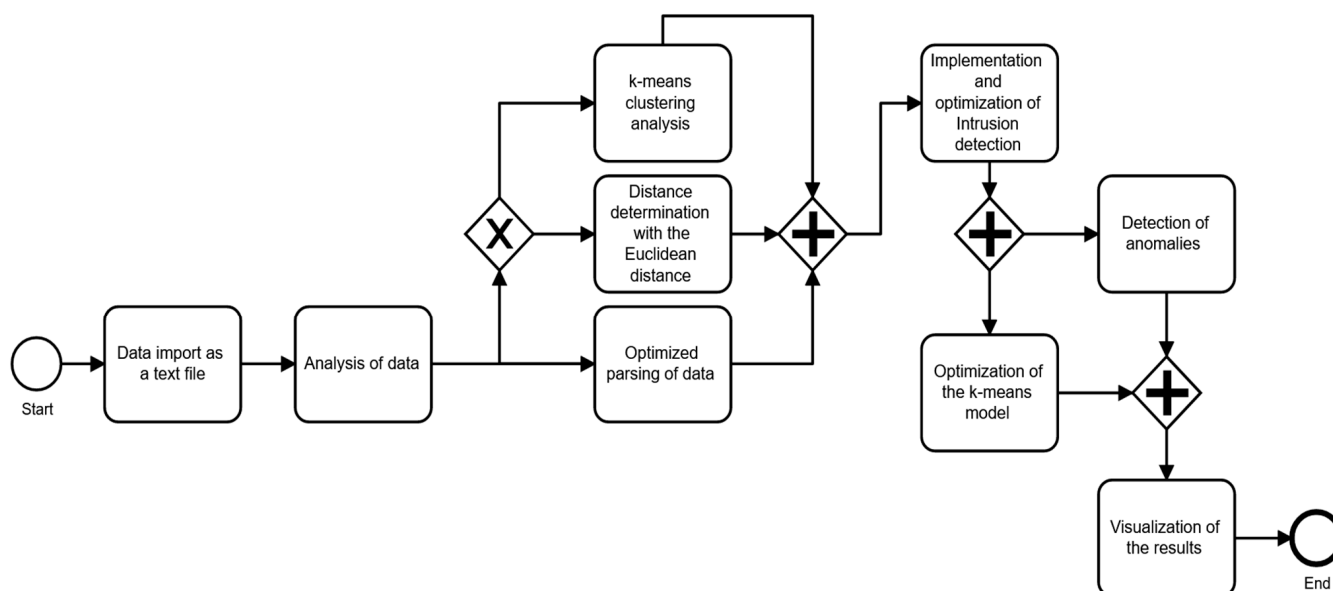 k-means
clustering
analysis
Implementation
and
optimization of
Intrusion
detection
Distance
determination
with the
Euclidean
distance
X
Detection of
anomalies
Start
Data import as
a text file
Analysis of data
Optimized
parsing of data
Optimization of
the k-means
model
Visualization of
the results
End